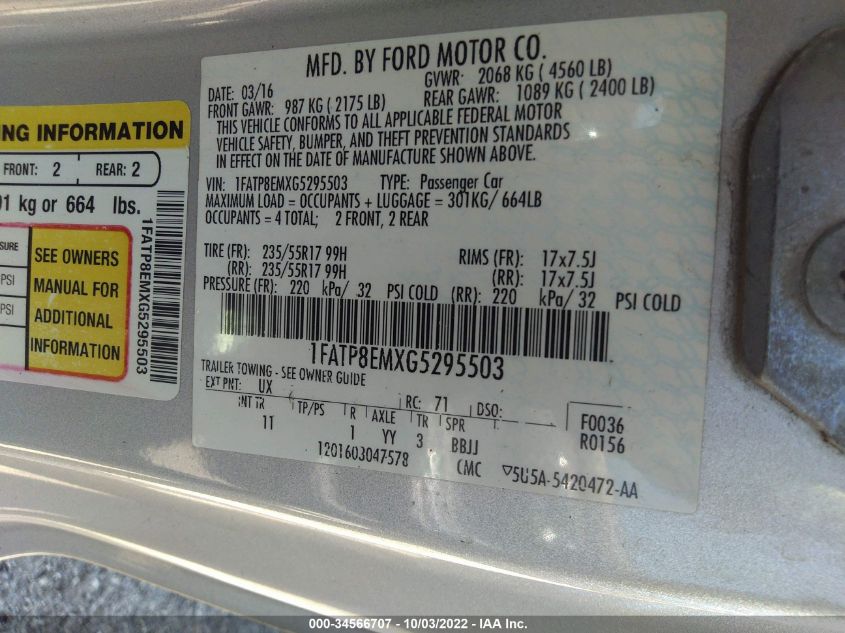 MFD. BY FORD MOTOR CO.
DATE: 03/16
GVWR: 2068 KG ( 4560 LB)
FRONT GAWR: 987 KG ( 2175 LB)
REAR GAWR: 1089 KG ( 2400 LB)
THIS VEHICLE CONFORMS TO ALL APPLICABLE FEDERAL MOTOR
VEHICLE SAFETY, BUMPER, AND THEFT PREVENTION STANDARDS
IN EFFECT ON THE DATE OF MANUFACTURE SHOWN ABOVE.
VIN: 1FATP8EMXG5295503 TYPE: Passenger Car
MAXIMUM LOAD = OCCUPANTS + LUGGAGE = 301KG/ 664LB
OCCUPANTS = 4 TOTAL; 2 FRONT, 2 REAR
TIRE (FR): 235/55R17 99H RIMS (FR): 17x7.5J
(RR): 235/55R17 99H (RR): 17x7.5J
PRESSURE (FR): 220 kPa/ 32 PSI COLD (RR): 220 kPa/ 32 PSI COLD
1FATP8EMXG5295503
TRAILER TOWING - SEE OWNER GUIDE
EXT PNT: UX RC: 71 DSO: F0036
INT TR TP/PS R AXLE TR SPR R0156
11 1 YY 3 BBJJ
1201603047578 CMC ▽5U5A-5420472-AA
NG INFORMATION
FRONT: 2 REAR: 2
1 kg or 664 lbs.
SURE
PSI
PSI
SEE OWNERS
MANUAL FOR
ADDITIONAL
INFORMATION
1FATP8EMXG5295503
000-34566707 - 10/03/2022 - IAA Inc.